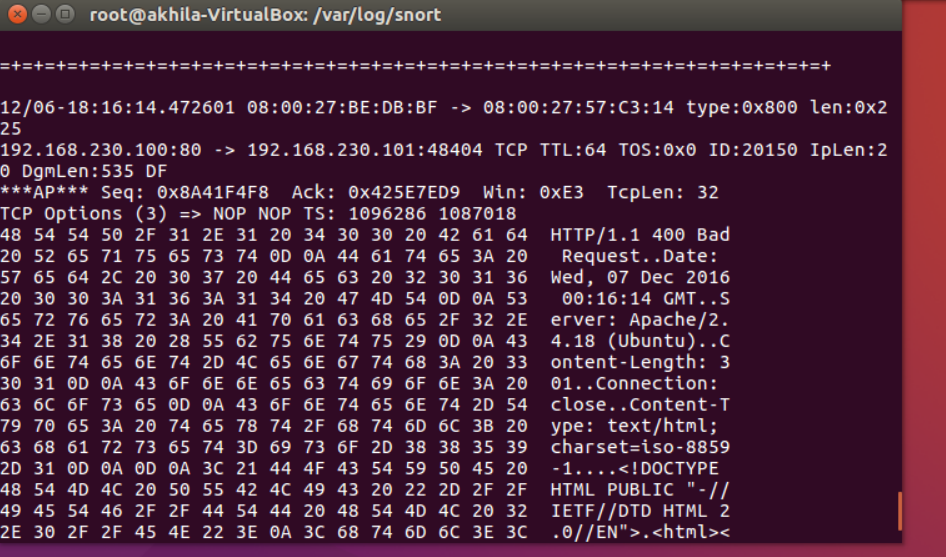 root@akhila-VirtualBox: /var/log/snort
=+=+=+=+=+=+=+=+=+=+=+=+=+=+=+=+=+=+=+=+=+=+=+=+=+=+=+=+=+=+=+=+=+=+=+=+=+
12/06-18:16:14.472601 08:00:27:BE:DB:BF -> 08:00:27:57:C3:14 type:0x800 len:0x2
25
192.168.230.100:80 -> 192.168.230.101:48404 TCP TTL:64 TOS:0x0 ID:20150 IpLen:2
0 DgmLen:535 DF
***AP*** Seq: 0x8A41F4F8  Ack: 0x425E7ED9  Win: 0xE3  TcpLen: 32
TCP Options (3) => NOP NOP TS: 1096286 1087018
48 54 54 50 2F 31 2E 31 20 34 30 30 20 42 61 64  HTTP/1.1 400 Bad
20 52 65 71 75 65 73 74 0D 0A 44 61 74 65 3A 20   Request..Date:
57 65 64 2C 20 30 37 20 44 65 63 20 32 30 31 36  Wed, 07 Dec 2016
20 30 30 3A 31 36 3A 31 34 20 47 4D 54 0D 0A 53   00:16:14 GMT..S
65 72 76 65 72 3A 20 41 70 61 63 68 65 2F 32 2E  erver: Apache/2.
34 2E 31 38 20 28 55 62 75 6E 74 75 29 0D 0A 43  4.18 (Ubuntu)..C
6F 6E 74 65 6E 74 2D 4C 65 6E 67 74 68 3A 20 33  ontent-Length: 3
30 31 0D 0A 43 6F 6E 6E 65 63 74 69 6F 6E 3A 20  01..Connection:
63 6C 6F 73 65 0D 0A 43 6F 6E 74 65 6E 74 2D 54  close..Content-T
79 70 65 3A 20 74 65 78 74 2F 68 74 6D 6C 3B 20  ype: text/html;
63 68 61 72 73 65 74 3D 69 73 6F 2D 38 38 35 39  charset=iso-8859
2D 31 0D 0A 0D 0A 3C 21 44 4F 43 54 59 50 45 20  -1....<!DOCTYPE
48 54 4D 4C 20 50 55 42 4C 49 43 20 22 2D 2F 2F  HTML PUBLIC "-//
49 45 54 46 2F 2F 44 54 44 20 48 54 4D 4C 20 32  IETF//DTD HTML 2
2E 30 2F 2F 45 4E 22 3E 0A 3C 68 74 6D 6C 3E 3C  .0//EN">.<html><